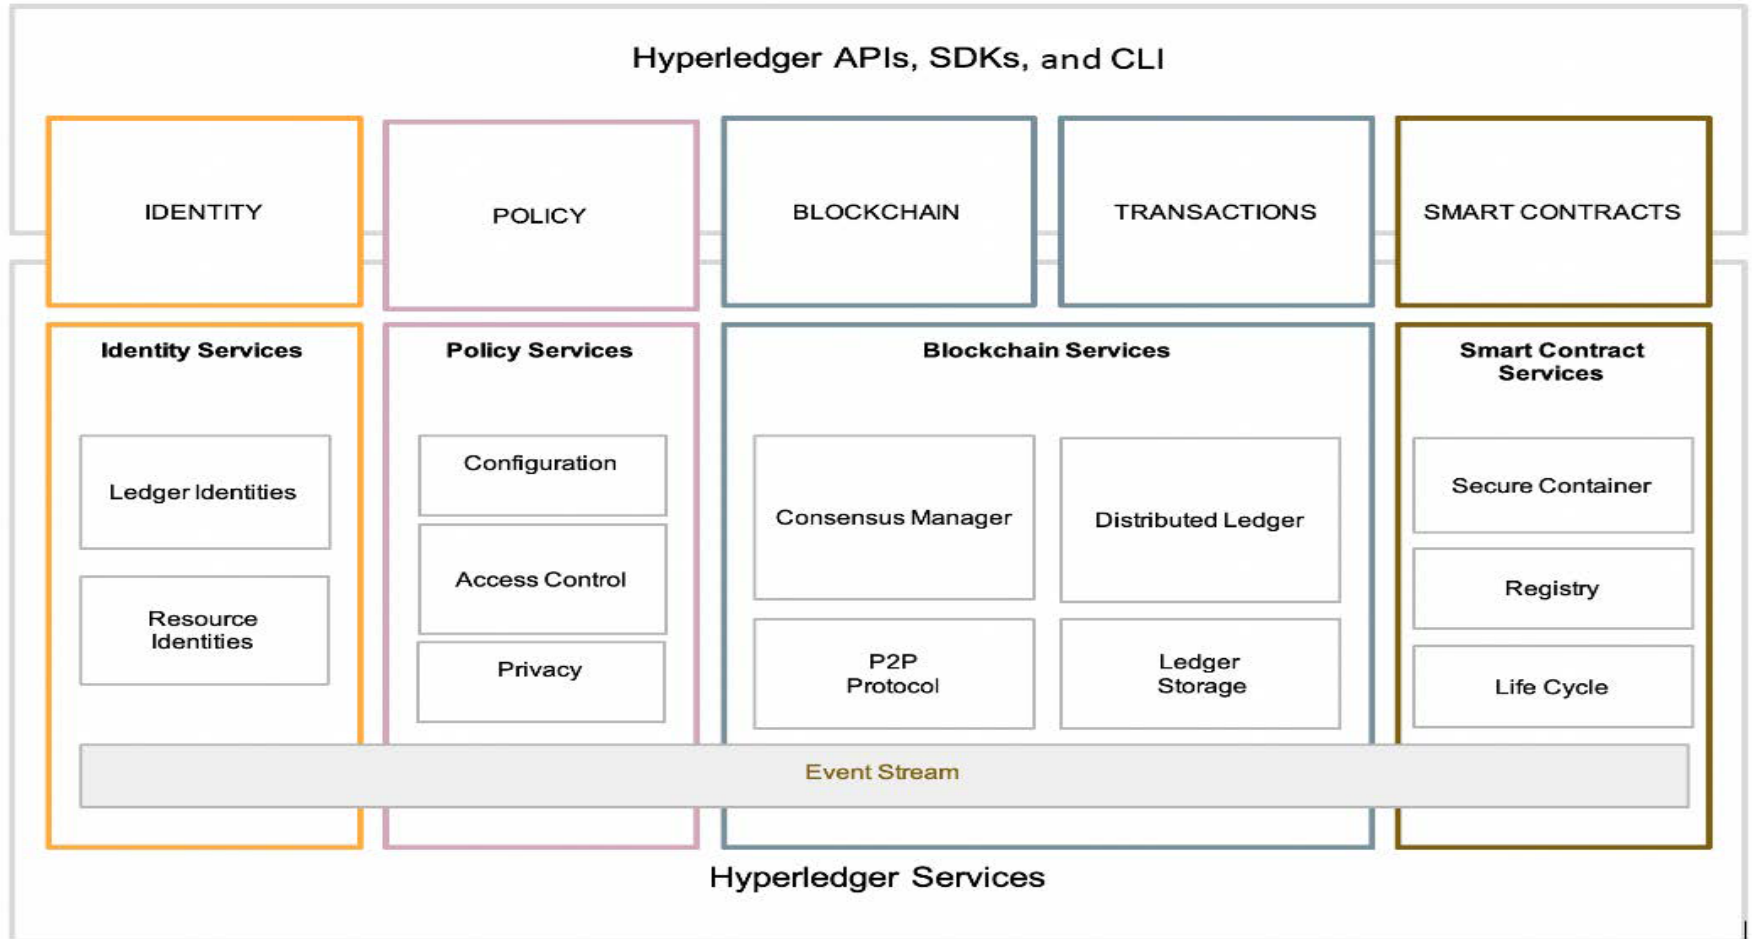 Hyperledger APIs, SDKs, and CLI
IDENTITY
POLICY
BLOCKCHAIN
TRANSACTIONS
SMART CONTRACTS
Identity Services
Ledger Identities
Resource
Identities
Policy Services
Configuration
Access Control
Privacy
Blockchain Services
Consensus Manager
Distributed Ledger
P2P
Protocol
Ledger
Storage
Smart Contract
Services
Secure Container
Registry
Life Cycle
Event Stream
Hyperledger Services